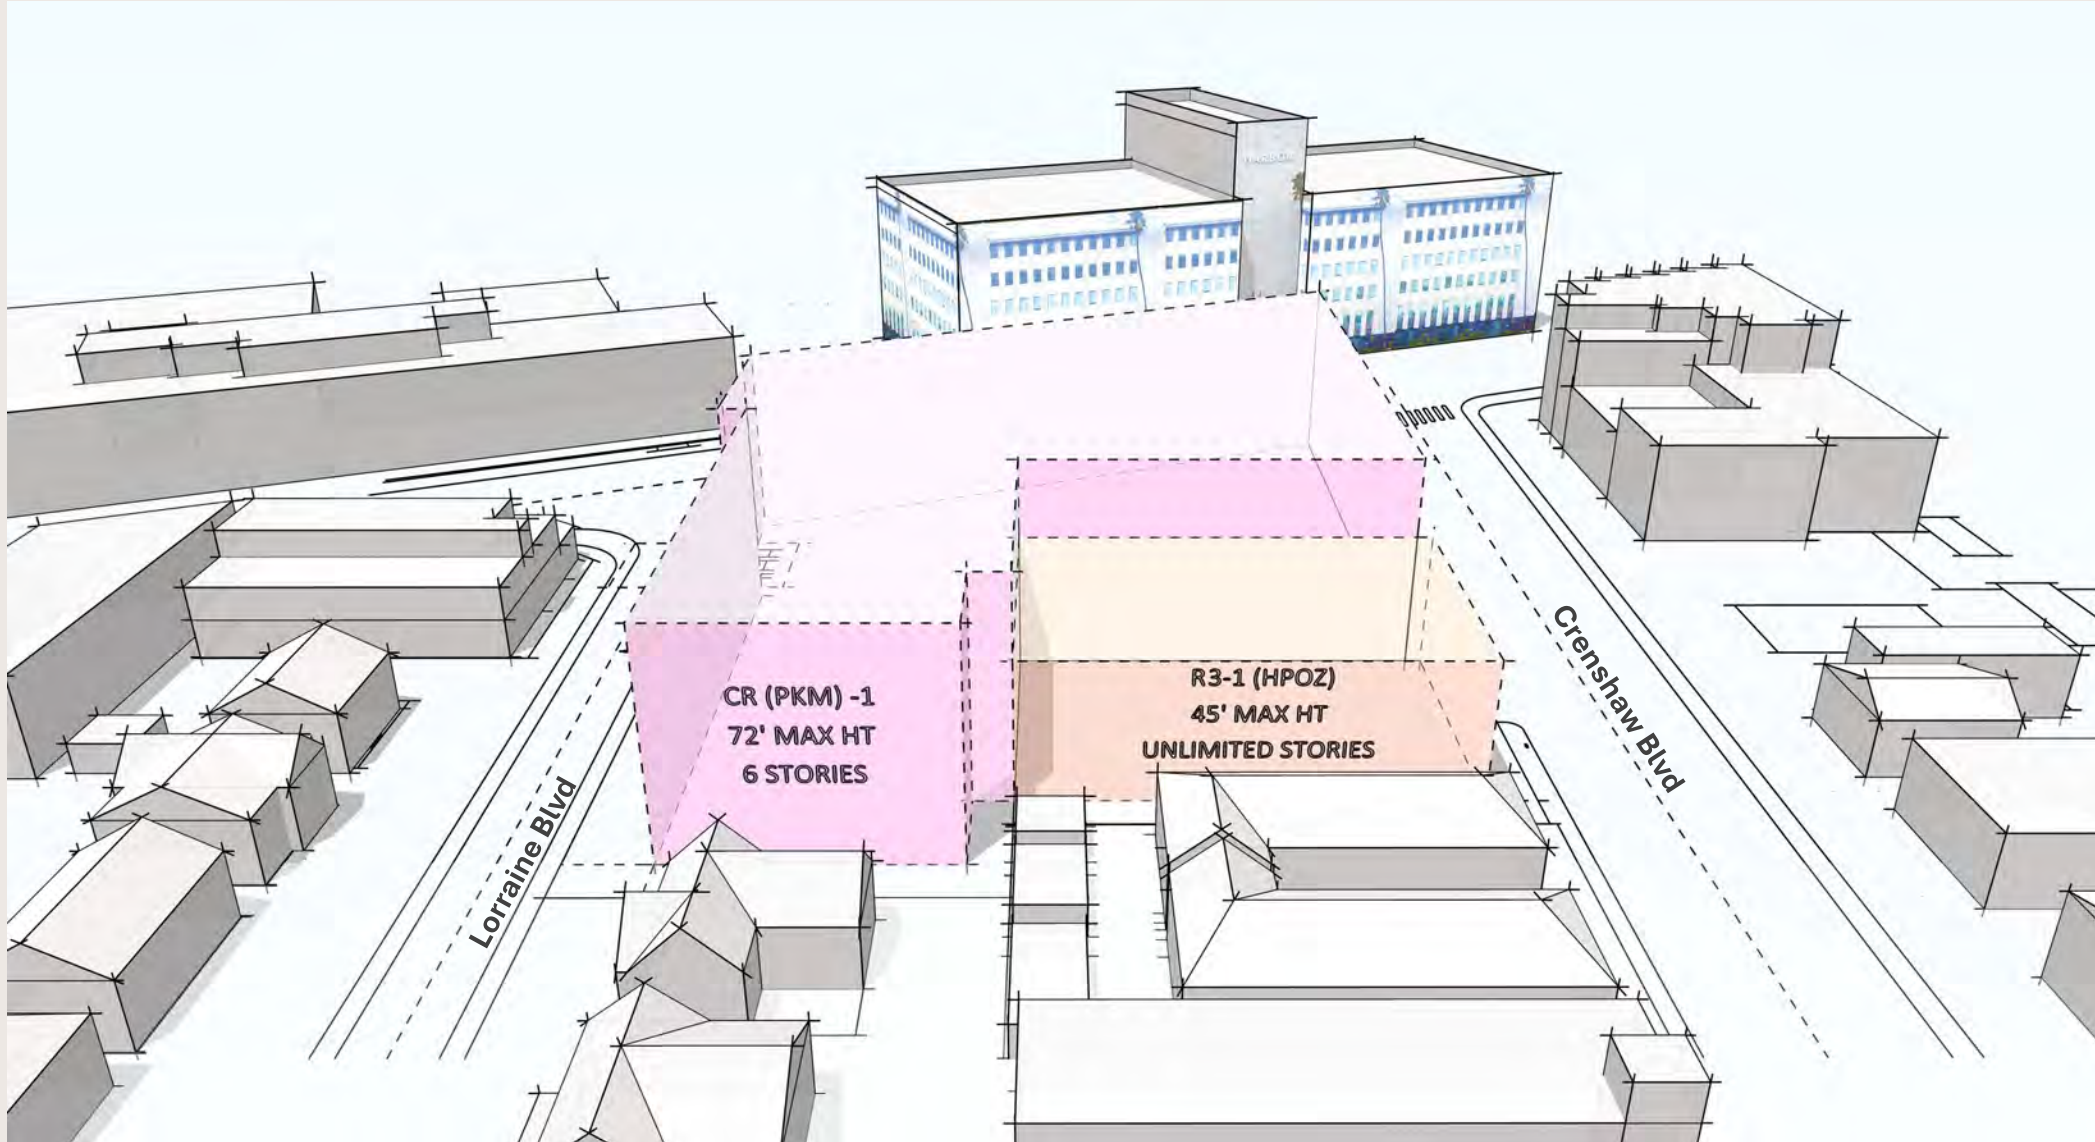 CR (PKM) -1
72' MAX HT
6 STORIES
R3-1 (HPOZ)
45' MAX HT
UNLIMITED STORIES
Lorraine Blvd
Crenshaw Blvd